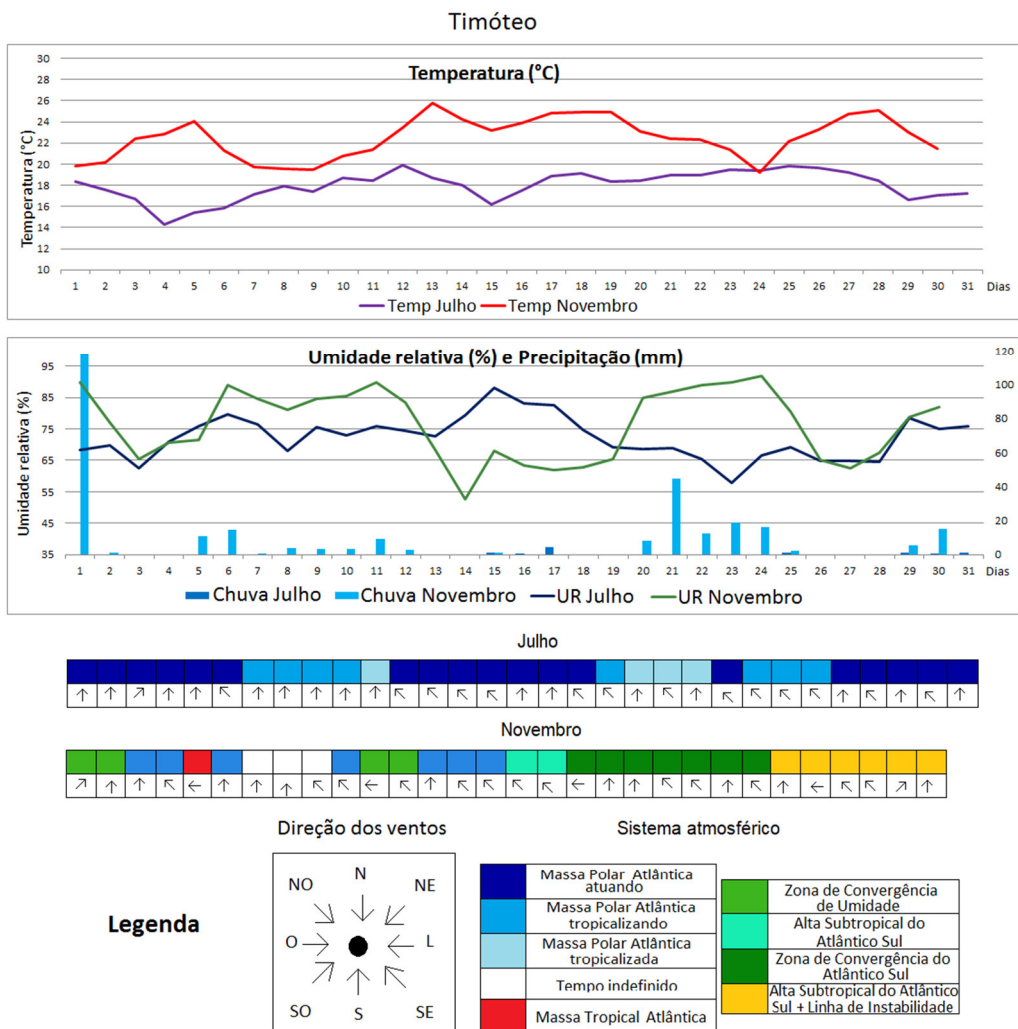 Timóteo
Temperatura (°C)
Temperatura (°C)
30
28
26
24
22
20
18
16
14
12
10
1 2 3 4 5 6 7 8 9 10 11 12 13 14 15 16 17 18 19 20 21 22 23 24 25 26 27 28 29 30 31 Dias
Temp Julho Temp Novembro
Umidade relativa (%) e Precipitação (mm)
Umidade relativa (%)
95
85
75
65
55
45
35
120
100
80
60
40
20
0
1 2 3 4 5 6 7 8 9 10 11 12 13 14 15 16 17 18 19 20 21 22 23 24 25 26 27 28 29 30 31 Dias
Chuva Julho Chuva Novembro UR Julho UR Novembro
Julho
Novembro
Direção dos ventos
Sistema atmosférico
Legenda
N
NO NE
O L
SO S SE
Massa Polar Atlântica
atuando
Massa Polar Atlântica
tropicalizando
Massa Polar Atlântica
tropicalizada
Tempo indefinido
Massa Tropical Atlântica
Zona de Convergência
de Umidade
Alta Subtropical do
Atlântico Sul
Zona de Convergência do
Atlântico Sul
Alta Subtropical do Atlântico
Sul + Linha de Instabilidade